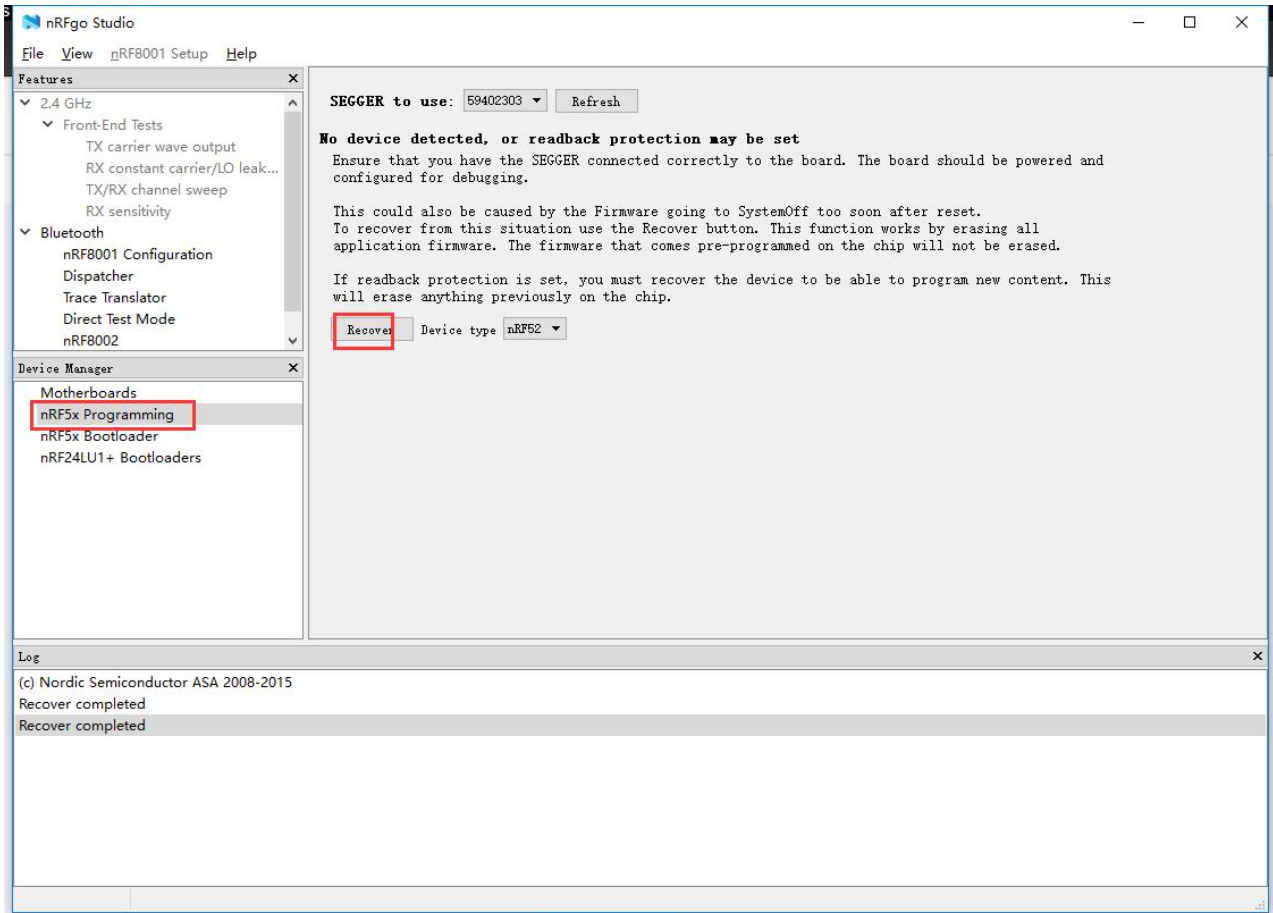 s
nRFgo Studio
File View nRF8001 Setup Help
Features
2.4 GHz
Front-End Tests
TX carrier wave output
RX constant carrier/LO leak...
TX/RX channel sweep
RX sensitivity
Bluetooth
nRF8001 Configuration
Dispatcher
Trace Translator
Direct Test Mode
nRF8002
Device Manager
Motherboards
nRF5x Programming
nRF5x Bootloader
nRF24LU1+ Bootloaders
SEGGER to use: 59402303 Refresh
No device detected, or readback protection may be set
Ensure that you have the SEGGER connected correctly to the board. The board should be powered and
configured for debugging.
This could also be caused by the Firmware going to SystemOff too soon after reset.
To recover from this situation use the Recover button. This function works by erasing all
application firmware. The firmware that comes pre-programmed on the chip will not be erased.
If readback protection is set, you must recover the device to be able to program new content. This
will erase anything previously on the chip.
Recover Device type nRF52
Log
(c) Nordic Semiconductor ASA 2008-2015
Recover completed
Recover completed